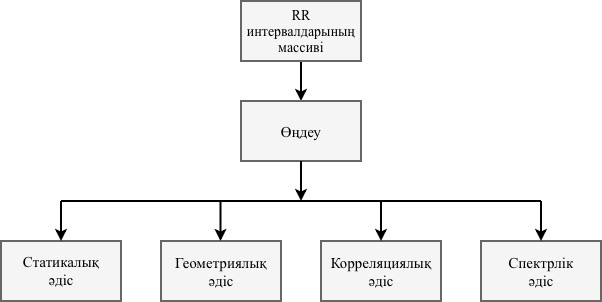 RR
интервалдарының
массиві
Өңдеу
Статикалық
әдіс
Геометриялық
әдіс
Корреляциялық
әдіс
Спектрлік
әдіс